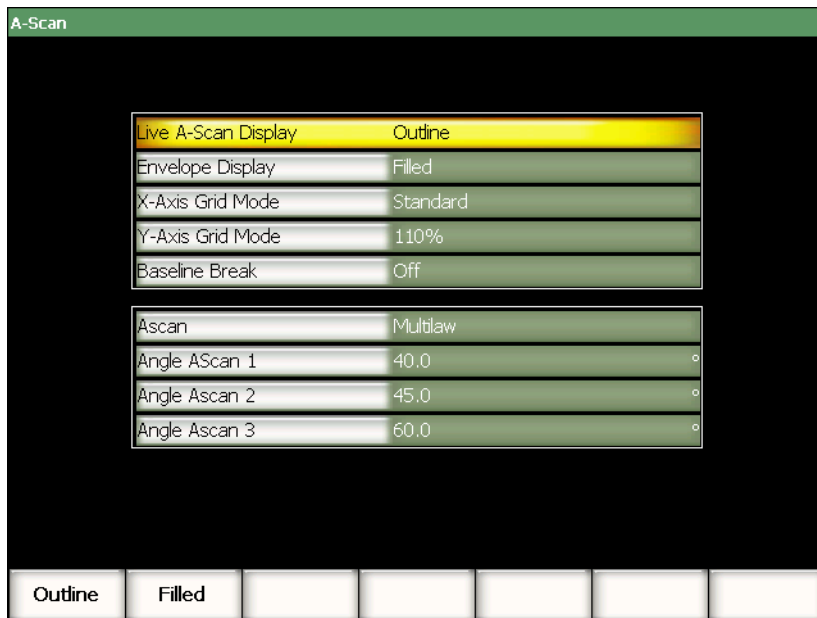 A-Scan
Live A-Scan Display Outline
Envelope Display Filled
X-Axis Grid Mode Standard
Y-Axis Grid Mode 110%
Baseline Break Off
Ascan Multilaw
Angle AScan 1 40.0 °
Angle Ascan 2 45.0 °
Angle Ascan 3 60.0 °
Outline Filled